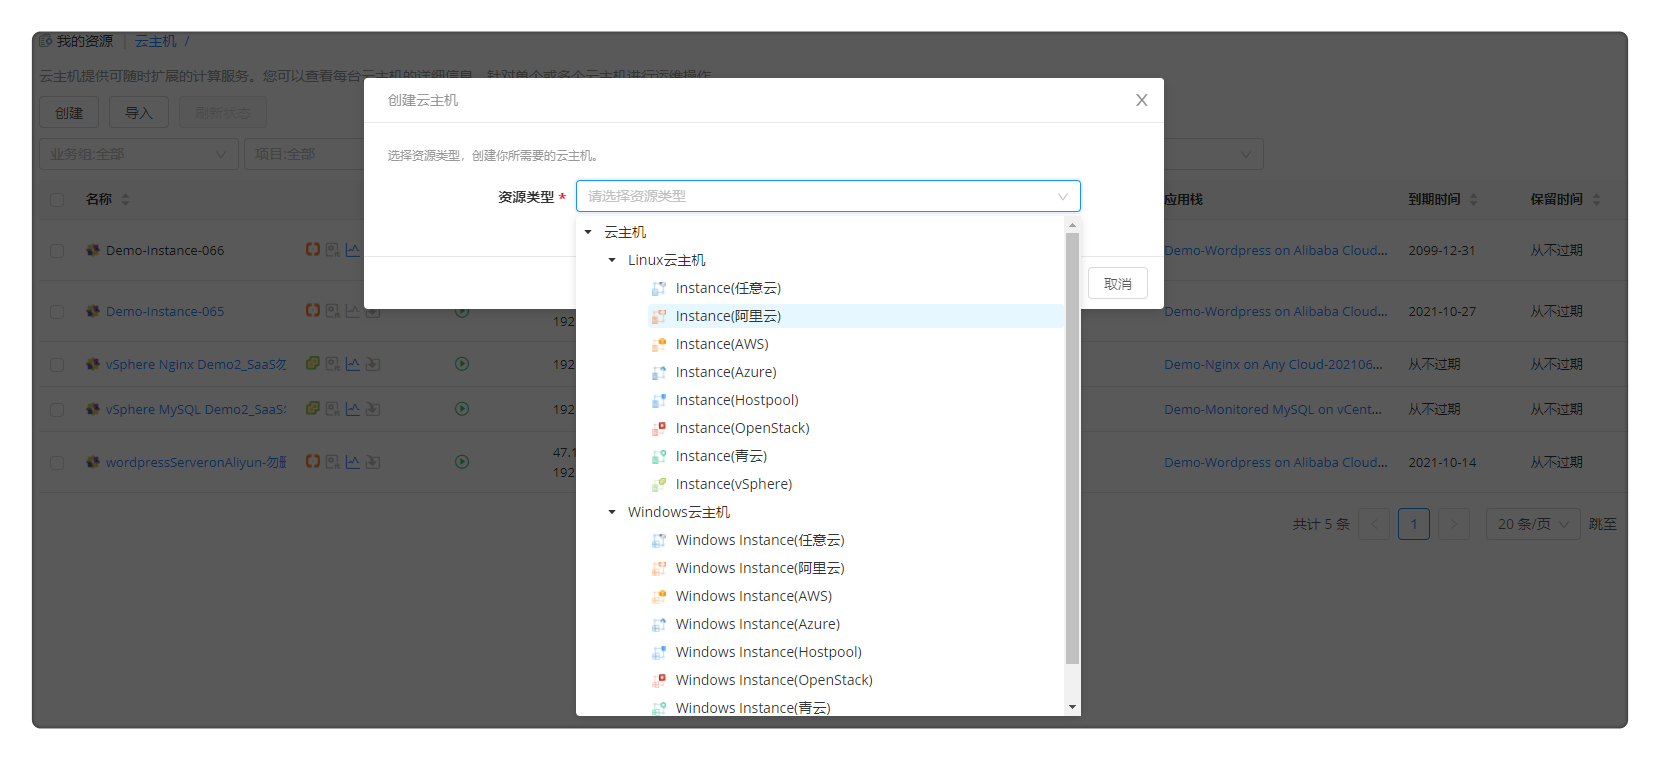 我的资源 | 云主机 /
云主机提供可随时扩展的计算服务。您可以查看每台云主机的详细信息，针对单个或多个云主机进行运维操作
创建 导入 刷新状态
业务组:全部 项目:全部
名称 应用栈 到期时间 保留时间
Demo-Instance-066 Demo-Wordpress on Alibaba Cloud... 2099-12-31 从不过期
Demo-Instance-065 192 Demo-Wordpress on Alibaba Cloud... 2021-10-27 从不过期
vSphere Nginx Demo2_SaaS勿 192 Demo-Nginx on Any Cloud-202106... 从不过期 从不过期
vSphere MySQL Demo2_SaaS 192 Demo-Monitored MySQL on vCent... 从不过期 从不过期
wordpressServeronAliyun-勿删 47.1 192 Demo-Wordpress on Alibaba Cloud... 2021-10-14 从不过期
共计 5 条 < 1 > 20 条/页 跳至
创建云主机 X
选择资源类型，创建你所需要的云主机。
资源类型 * 请选择资源类型
云主机
Linux云主机
Instance(任意云)
Instance(阿里云)
Instance(AWS)
Instance(Azure)
Instance(Hostpool)
Instance(OpenStack)
Instance(青云)
Instance(vSphere)
Windows云主机
Windows Instance(任意云)
Windows Instance(阿里云)
Windows Instance(AWS)
Windows Instance(Azure)
Windows Instance(Hostpool)
Windows Instance(OpenStack)
Windows Instance(青云)
取消